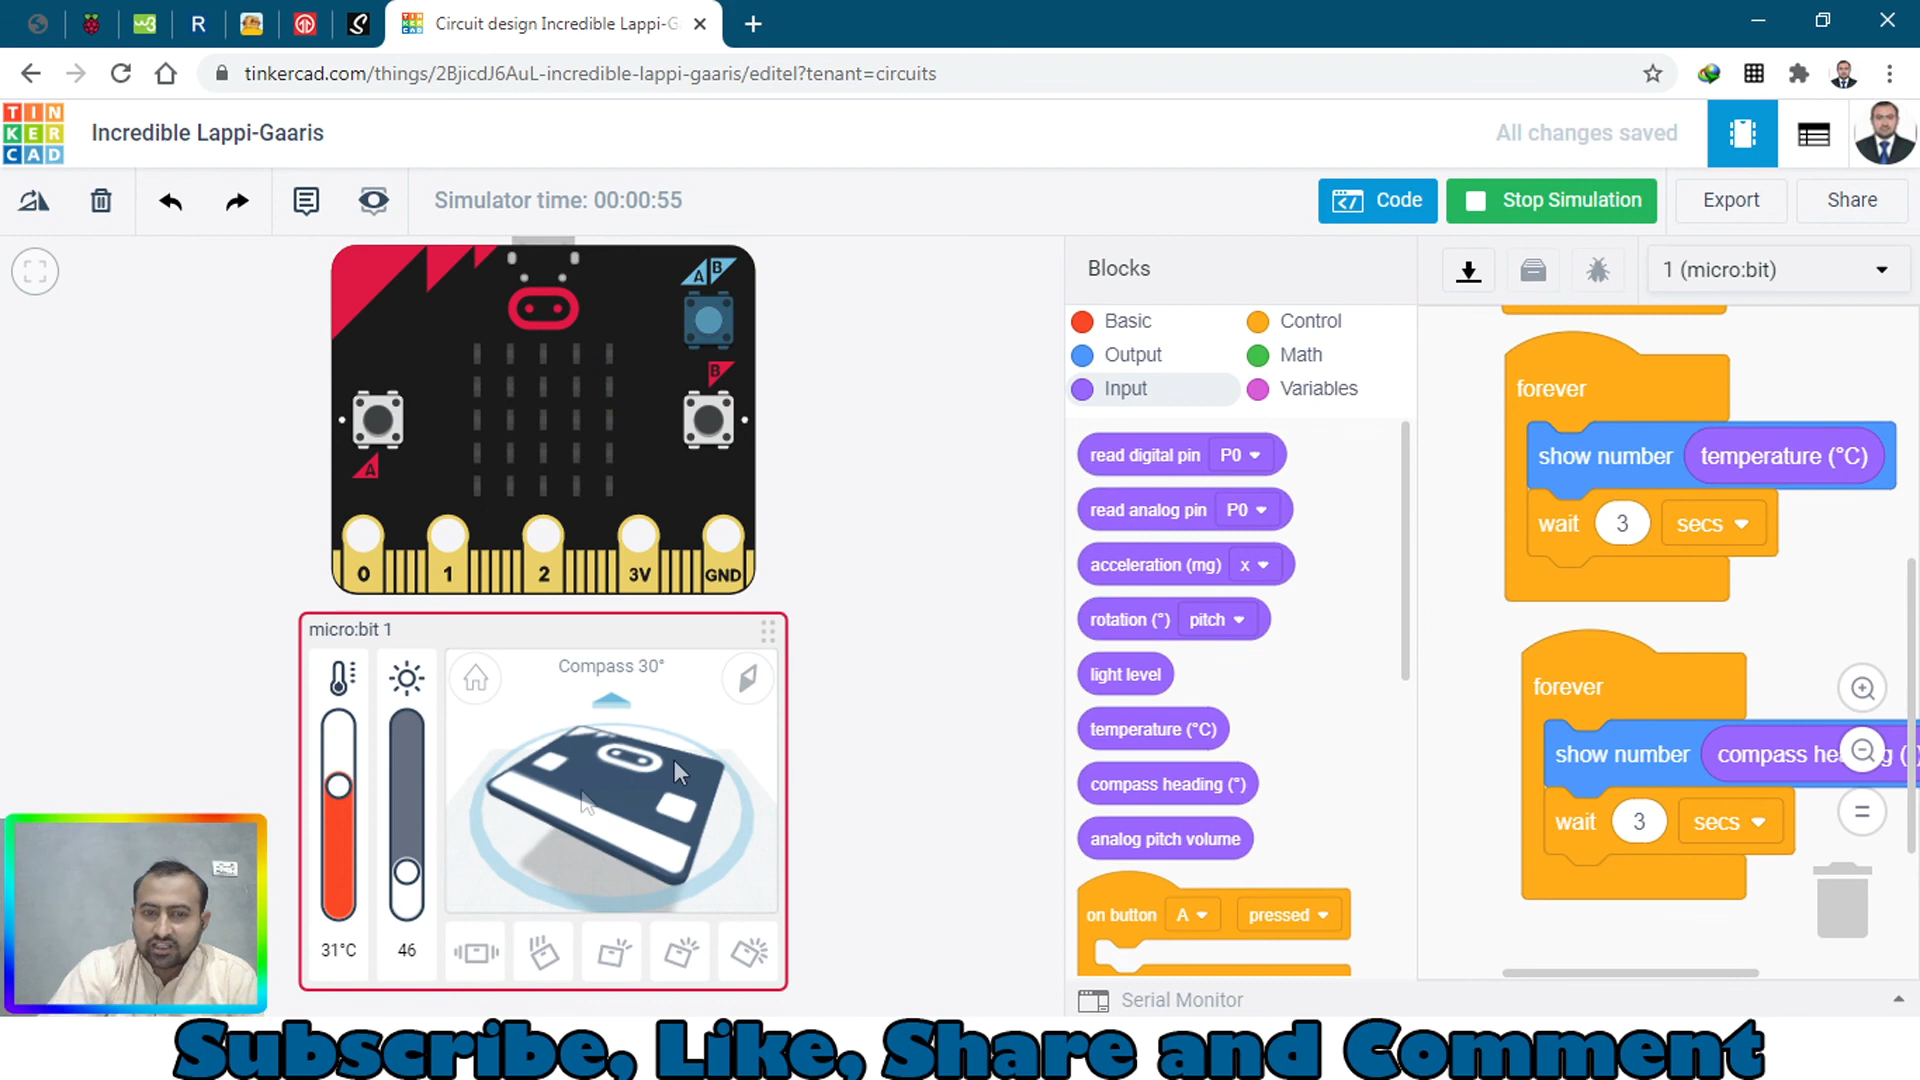 w3
R
S
Circuit design Incredible Lappi-G
tinkercad.com/things/2BjicdJ6AuL-incredible-lappi-gaaris/editel?tenant=circuits
TIN
KER
CAD
Incredible Lappi-Gaaris
All changes saved
Simulator time: 00:00:55
Code
Stop Simulation
Export
Share
A B
B
A
0 1 2 3V GND
micro:bit 1
Compass 30°
31°C
46
Blocks
1 (micro:bit)
Basic
Control
Output
Math
Input
Variables
read digital pin P0
read analog pin P0
acceleration (mg) x
rotation (°) pitch
light level
temperature (°C)
compass heading (°)
analog pitch volume
on button A pressed
forever
show number temperature (°C)
wait 3 secs
forever
show number compass he
wait 3 secs
Serial Monitor
Subscribe, Like, Share and Comment